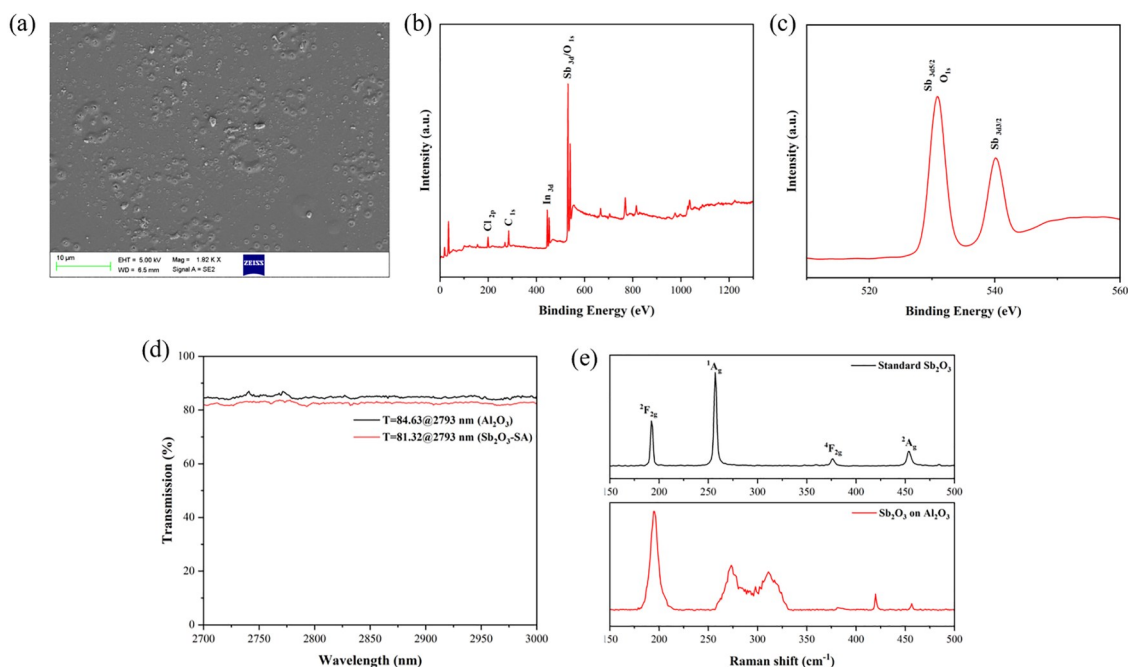 (a)
10 μm
EHT = 5.00 kV
Mag = 1.82 K X
WD = 6.5 mm
Signal A = SE2
ZEISS
(b)
Intensity (a.u.)
Cl 2p
C 1s
In 3d
Sb 3d/O 1s
0 200 400 600 800 1000 1200
Binding Energy (eV)
(c)
Intensity (a.u.)
Sb 3d5/2
O1s
Sb 3d3/2
520 540 560
Binding Energy (eV)
(d)
Transmission (%)
100
80
60
40
20
0
T=84.63@2793 nm (Al₂O₃)
T=81.32@2793 nm (Sb₂O₃-SA)
2700 2750 2800 2850 2900 2950 3000
Wavelength (nm)
(e)
Standard Sb₂O₃
²F₂g
¹Ag
⁴F₂g
²Ag
150 200 250 300 350 400 450 500
Sb₂O₃ on Al₂O₃
150 200 250 300 350 400 450 500
Raman shift (cm⁻¹)